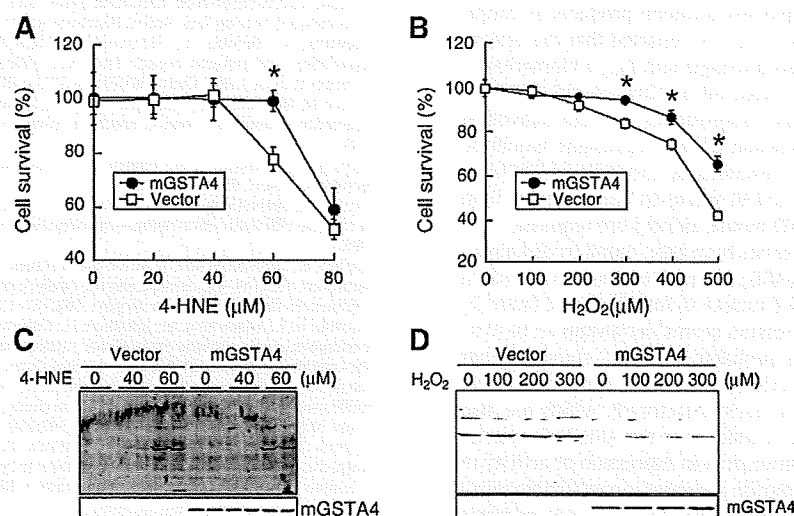 A
120
100
80
60
40
Cell survival (%)
*
mGSTA4
Vector
0 20 40 60 80
4-HNE (μM)
B
120
100
80
60
40
20
Cell survival (%)
* * *
mGSTA4
Vector
0 100 200 300 400 500
H₂O₂(μM)
C
Vector mGSTA4
4-HNE 0 40 60 0 40 60 (μM)
mGSTA4
D
Vector mGSTA4
H₂O₂ 0 100 200 300 0 100 200 300 (μM)
mGSTA4